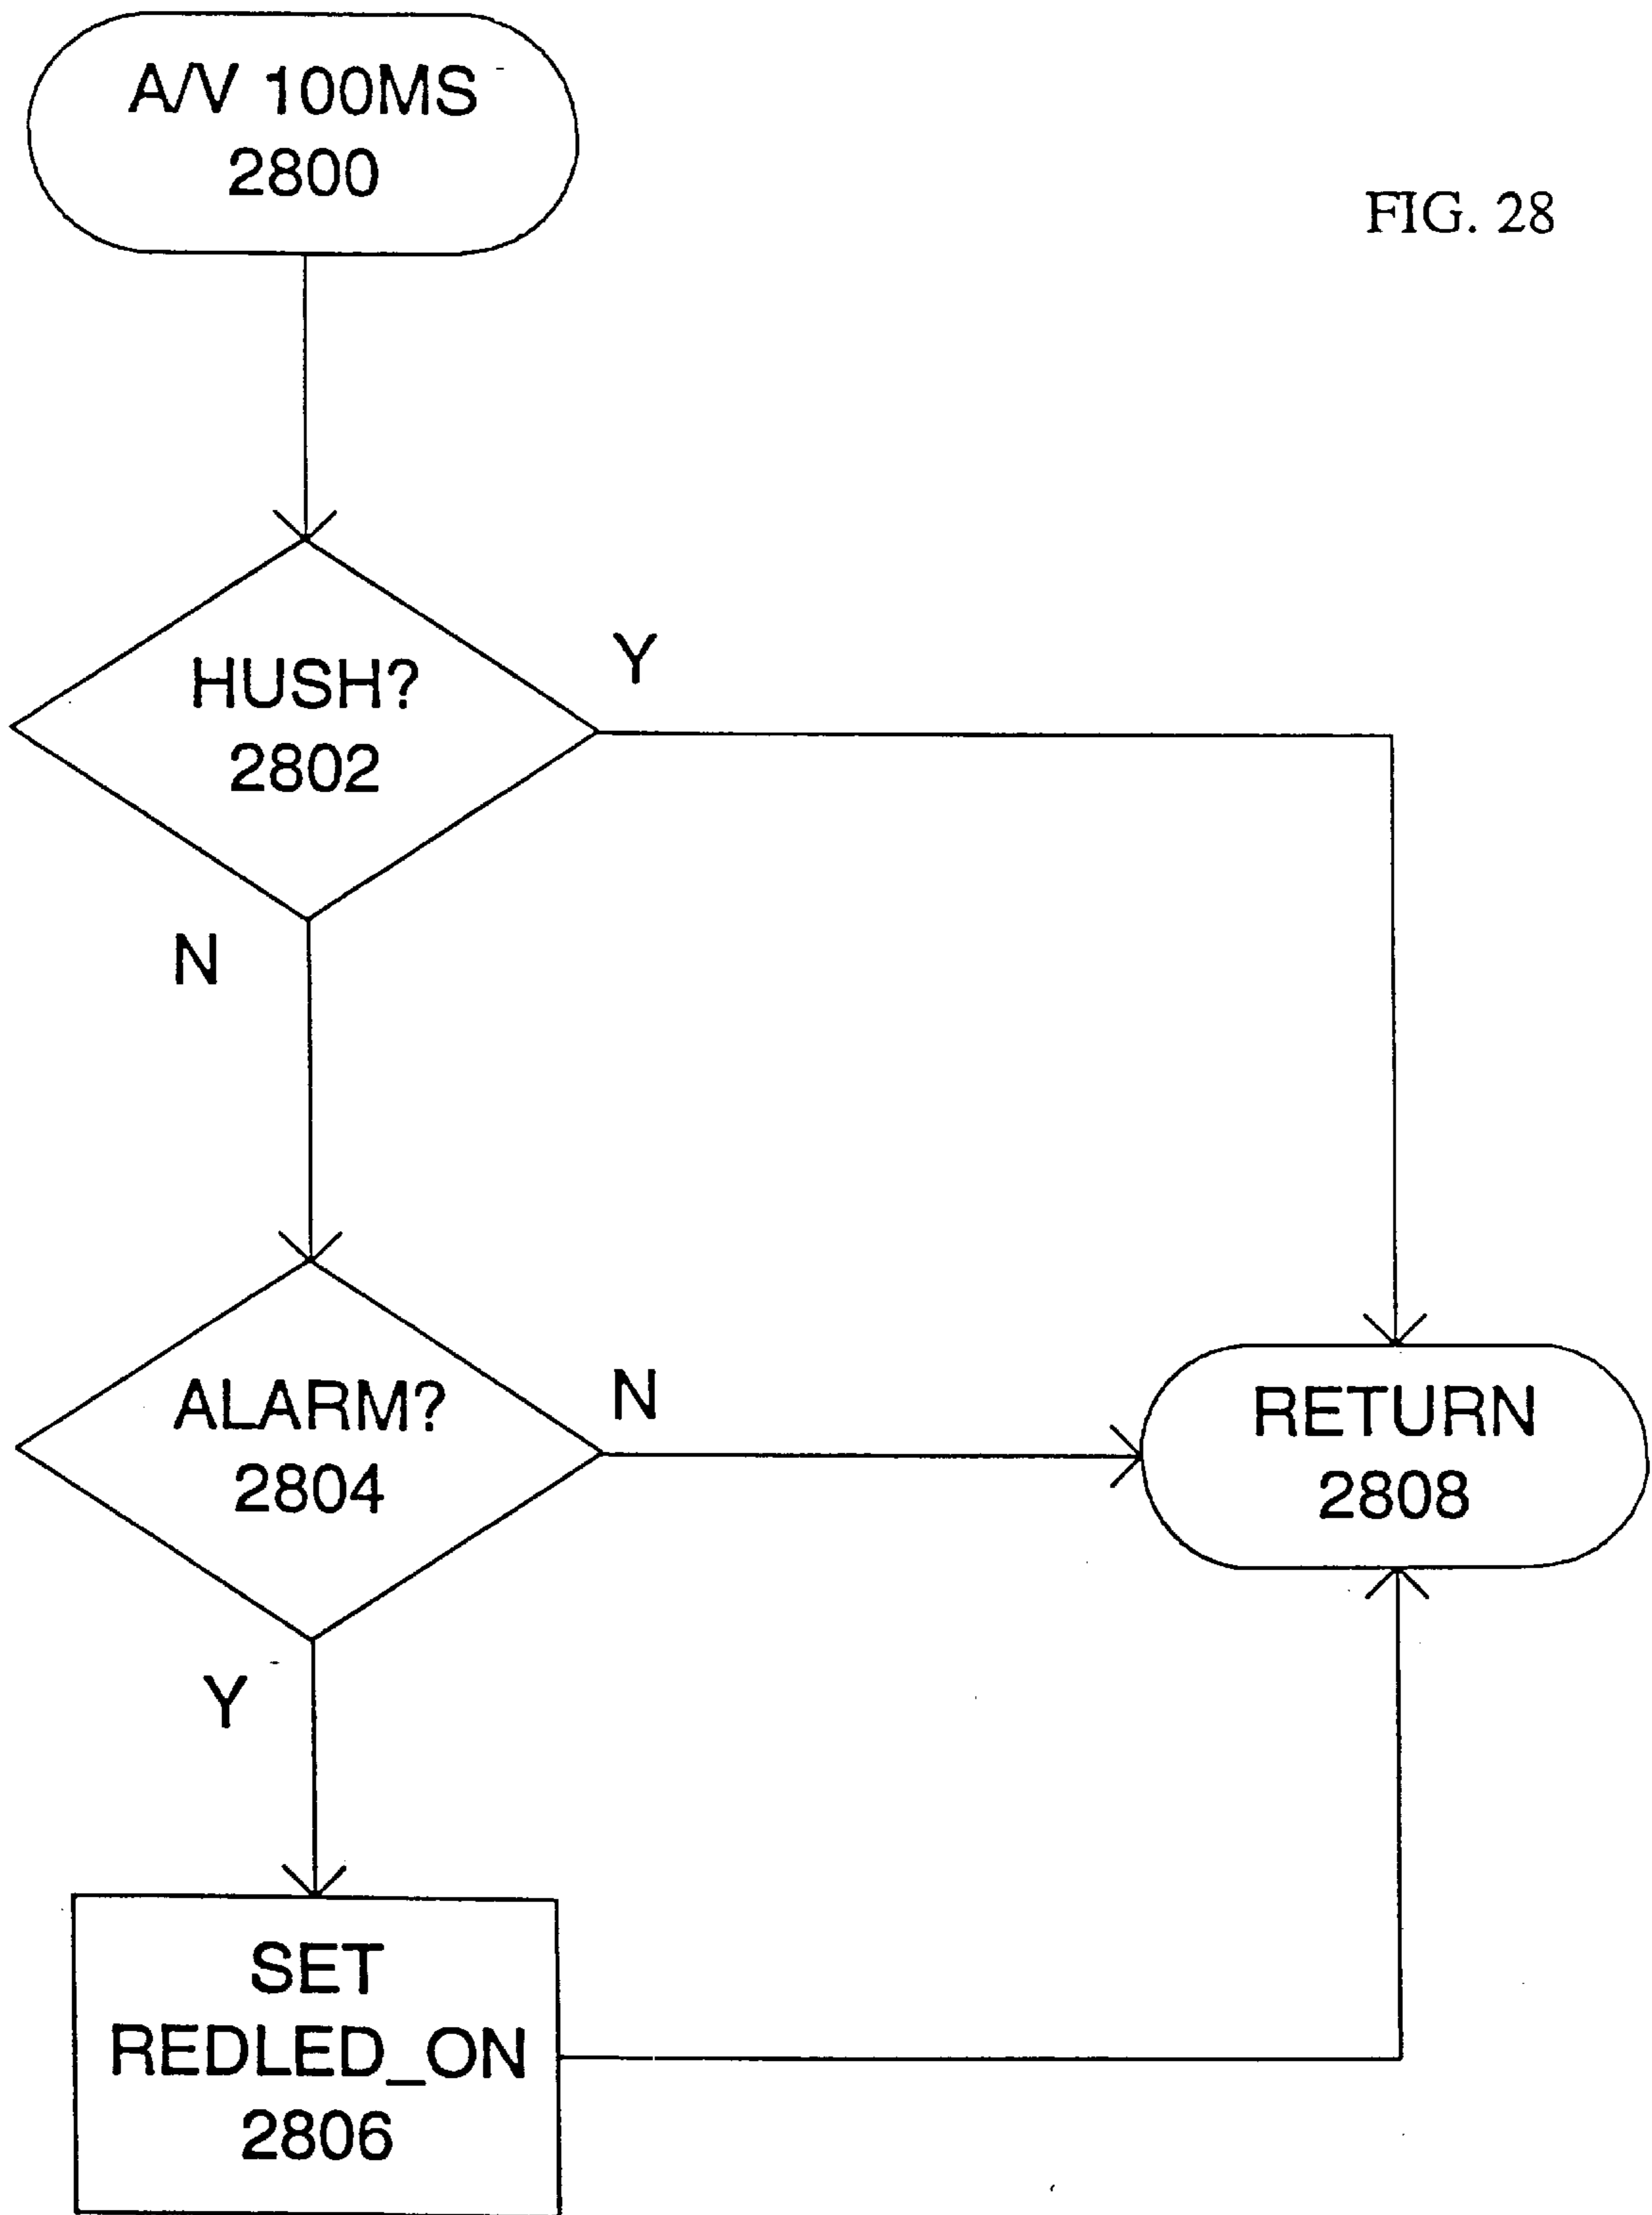 A/V 100MS
2800
FIG. 28
HUSH?
2802
Y
N
ALARM?
2804
N
RETURN
2808
Y
SET
REDLED_ON
2806